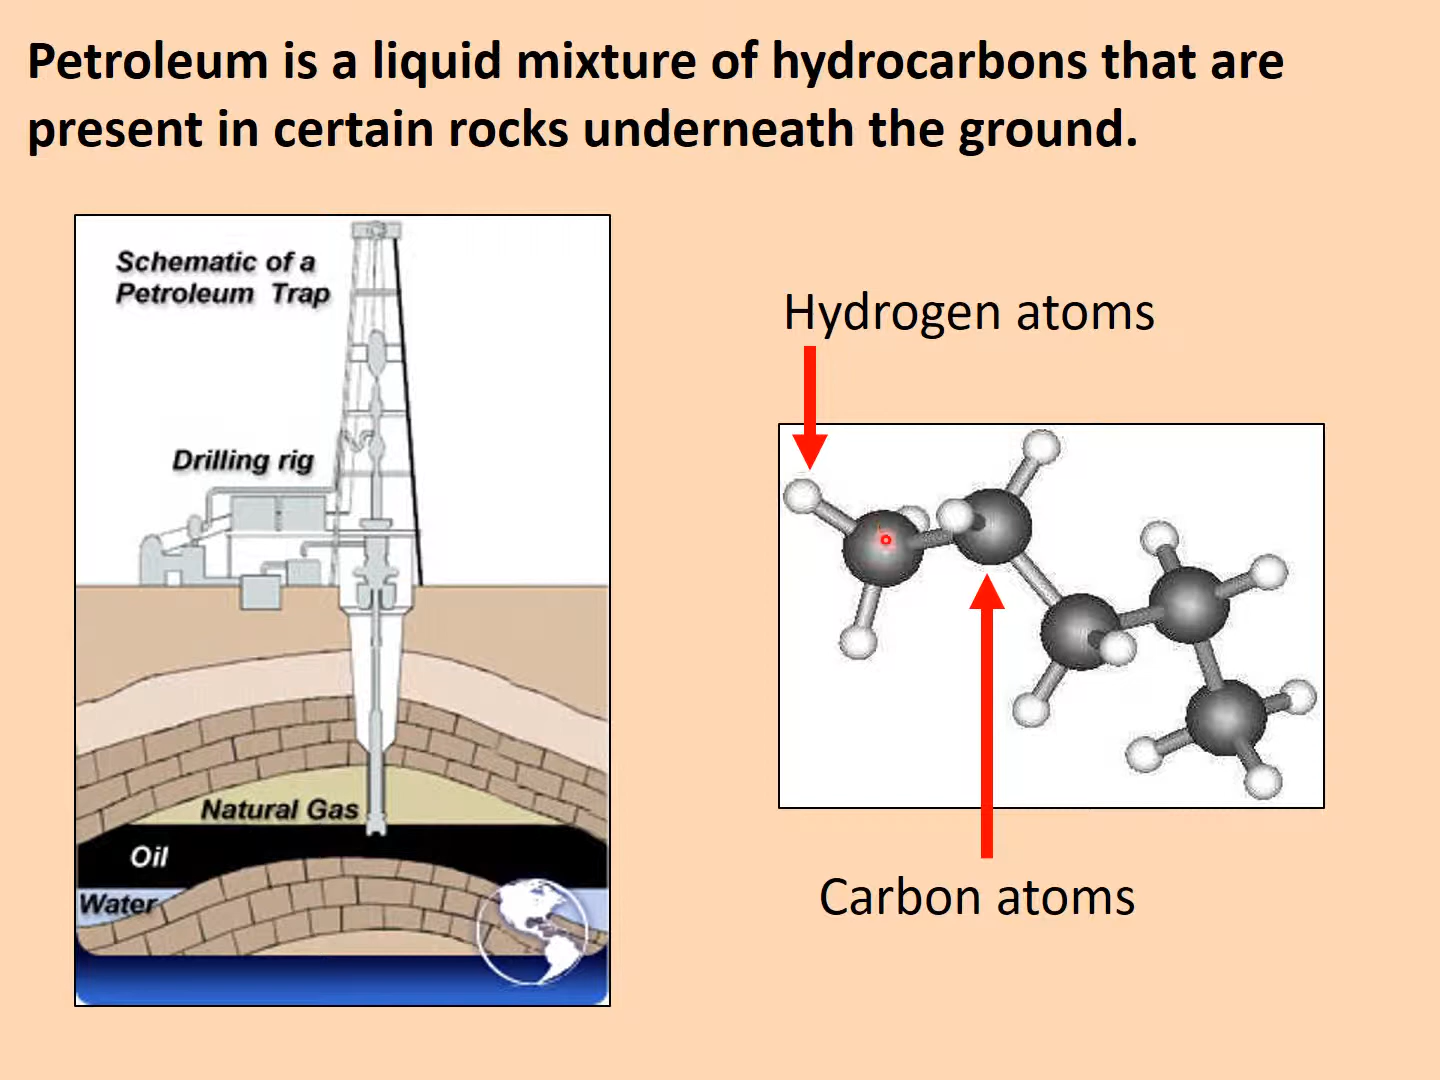 Petroleum is a liquid mixture of hydrocarbons that are
present in certain rocks underneath the ground.
Schematic of a
Petroleum Trap
Drilling rig
Natural Gas
Oil
Water
Hydrogen atoms
Carbon atoms